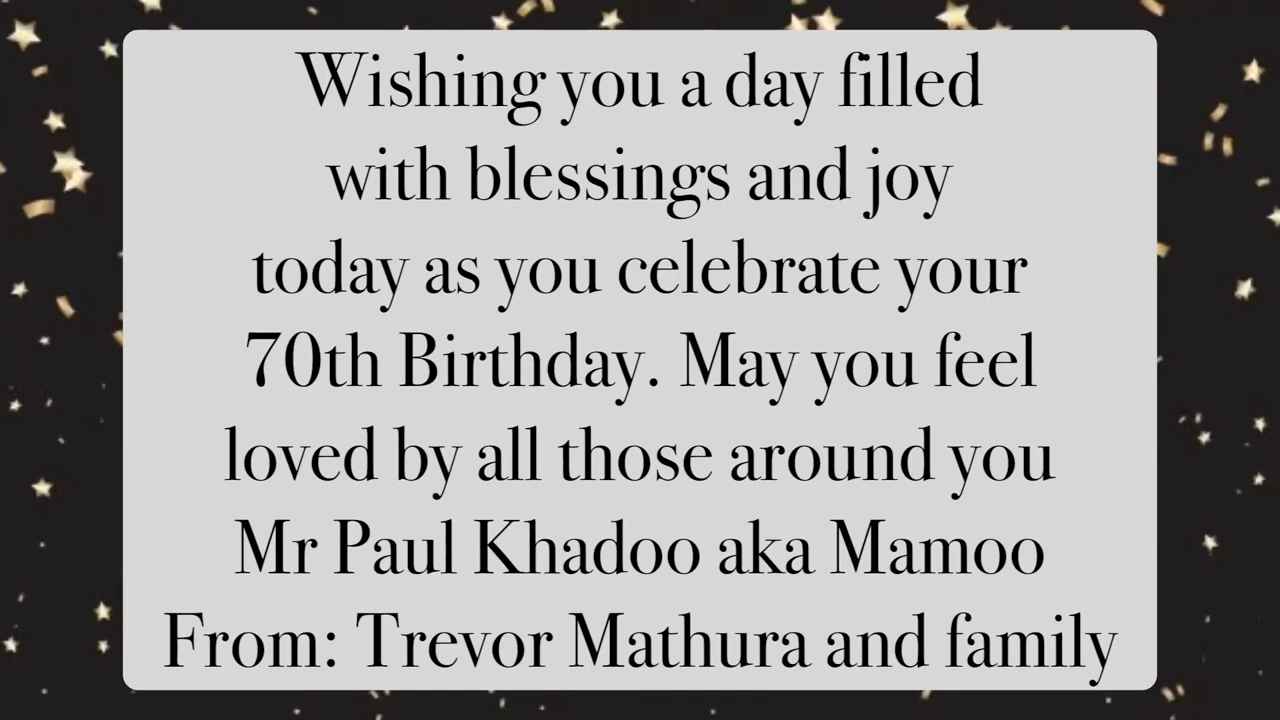 Wishing you a day filled
with blessings and joy
today as you celebrate your
70th Birthday. May you feel
loved by all those around you
Mr Paul Khadoo aka Mamoo
From: Trevor Mathura and family